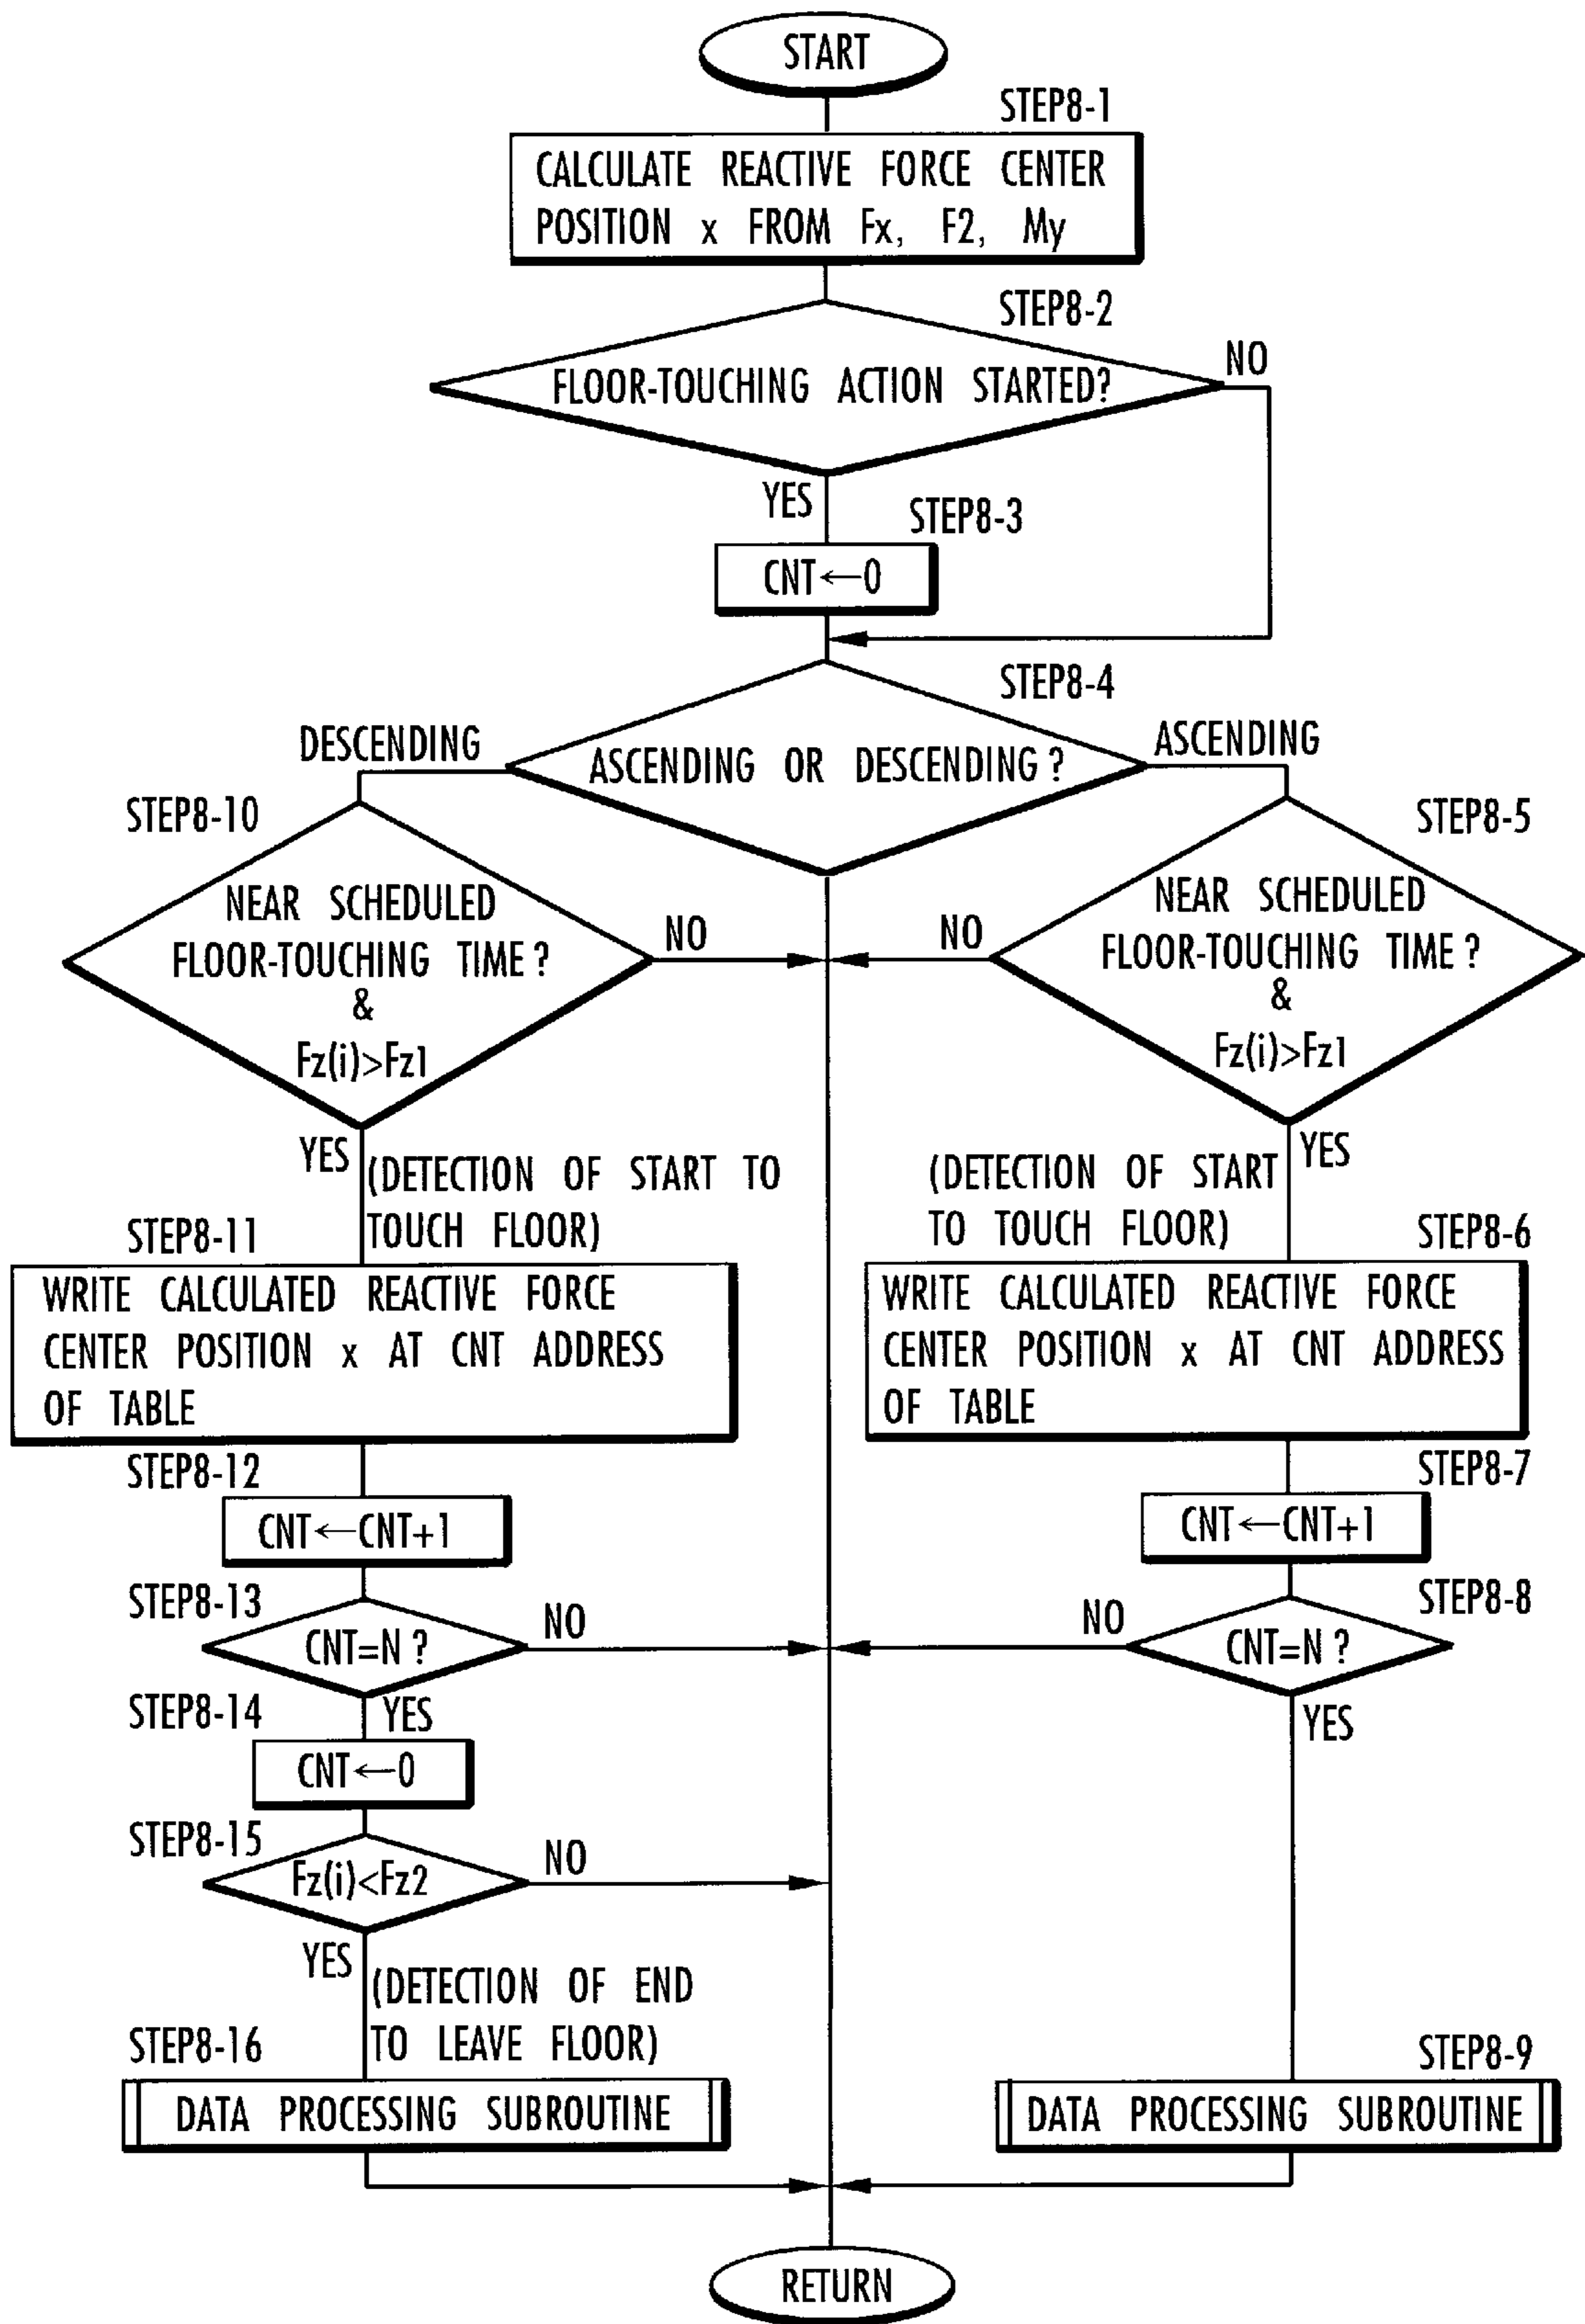 START
STEP8-1
CALCULATE REACTIVE FORCE CENTER
POSITION x FROM Fx, F2, My
STEP8-2
FLOOR-TOUCHING ACTION STARTED?
NO
YES
STEP8-3
CNT←0
STEP8-4
ASCENDING OR DESCENDING ?
DESCENDING
ASCENDING
STEP8-10
NEAR SCHEDULED
FLOOR-TOUCHING TIME ?
&
Fz(i)>Fz1
NO
YES
(DETECTION OF START TO
TOUCH FLOOR)
STEP8-11
WRITE CALCULATED REACTIVE FORCE
CENTER POSITION x AT CNT ADDRESS
OF TABLE
STEP8-12
CNT←CNT+1
STEP8-13
CNT=N ?
NO
YES
STEP8-14
CNT←0
STEP8-15
Fz(i)<Fz2
NO
YES
(DETECTION OF END
TO LEAVE FLOOR)
STEP8-16
DATA PROCESSING SUBROUTINE
STEP8-5
NEAR SCHEDULED
FLOOR-TOUCHING TIME ?
&
Fz(i)>Fz1
NO
YES
(DETECTION OF START
TO TOUCH FLOOR)
STEP8-6
WRITE CALCULATED REACTIVE FORCE
CENTER POSITION x AT CNT ADDRESS
OF TABLE
STEP8-7
CNT←CNT+1
STEP8-8
CNT=N ?
NO
YES
STEP8-9
DATA PROCESSING SUBROUTINE
RETURN